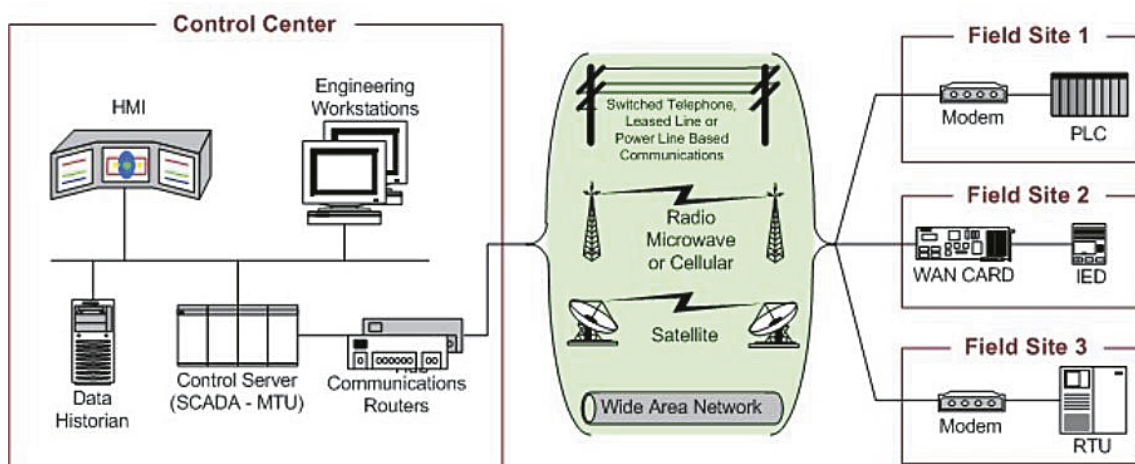 Control Center
HMI
Engineering
Workstations
Data
Historian
Control Server
(SCADA - MTU)
Communications
Routers
Switched Telephone,
Leased Line or
Power Line Based
Communications
Radio
Microwave
or Cellular
Satellite
Wide Area Network
Field Site 1
Modem
PLC
Field Site 2
WAN CARD
IED
Field Site 3
Modem
RTU